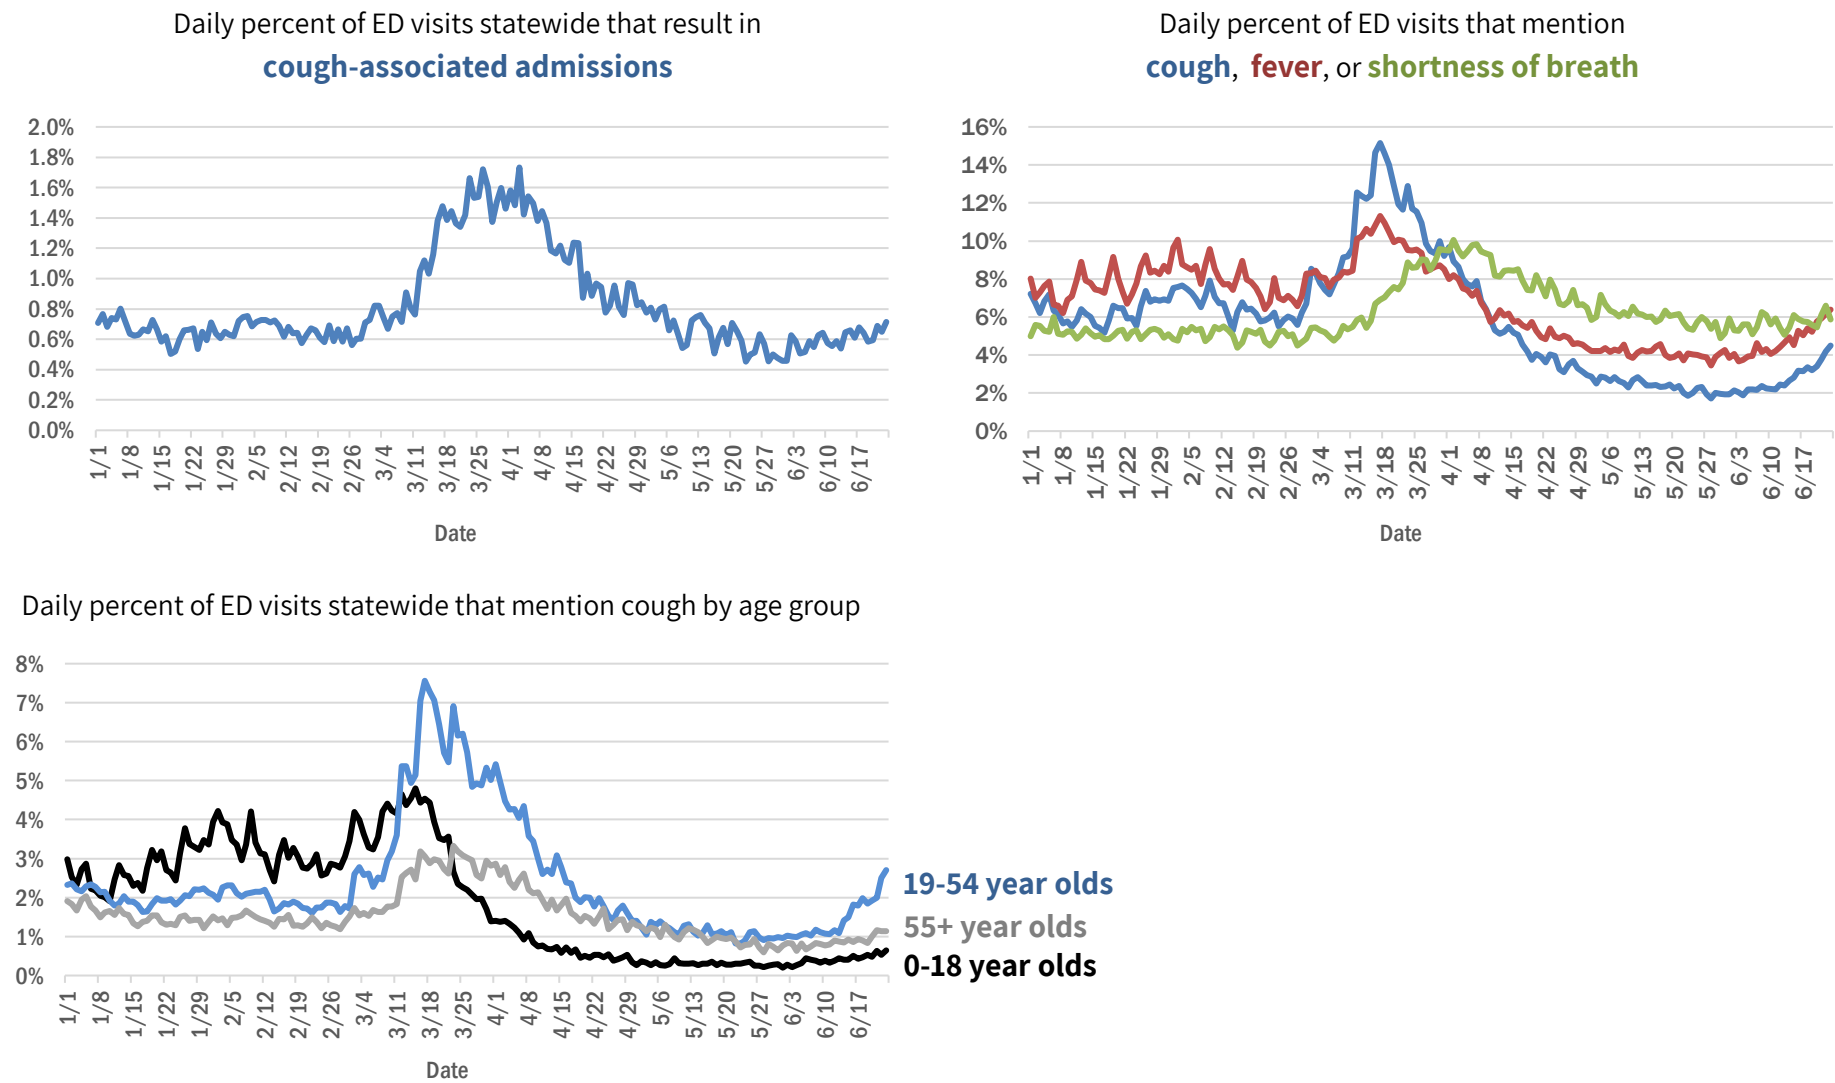 Daily percent of ED visits statewide that result in
cough-associated admissions
2.0%
1.8%
1.6%
1.4%
1.2%
1.0%
0.8%
0.6%
0.4%
0.2%
0.0%
1/1 1/8 1/15 1/22 1/29 2/5 2/12 2/19 2/26 3/4 3/11 3/18 3/25 4/1 4/8 4/15 4/22 4/29 5/6 5/13 5/20 5/27 6/3 6/10 6/17
Date
Daily percent of ED visits that mention
cough, fever, or shortness of breath
16%
14%
12%
10%
8%
6%
4%
2%
0%
1/1 1/8 1/15 1/22 1/29 2/5 2/12 2/19 2/26 3/4 3/11 3/18 3/25 4/1 4/8 4/15 4/22 4/29 5/6 5/13 5/20 5/27 6/3 6/10 6/17
Date
Daily percent of ED visits statewide that mention cough by age group
8%
7%
6%
5%
4%
3%
2%
1%
0%
1/1 1/8 1/15 1/22 1/29 2/5 2/12 2/19 2/26 3/4 3/11 3/18 3/25 4/1 4/8 4/15 4/22 4/29 5/6 5/13 5/20 5/27 6/3 6/10 6/17
Date
19-54 year olds
55+ year olds
0-18 year olds